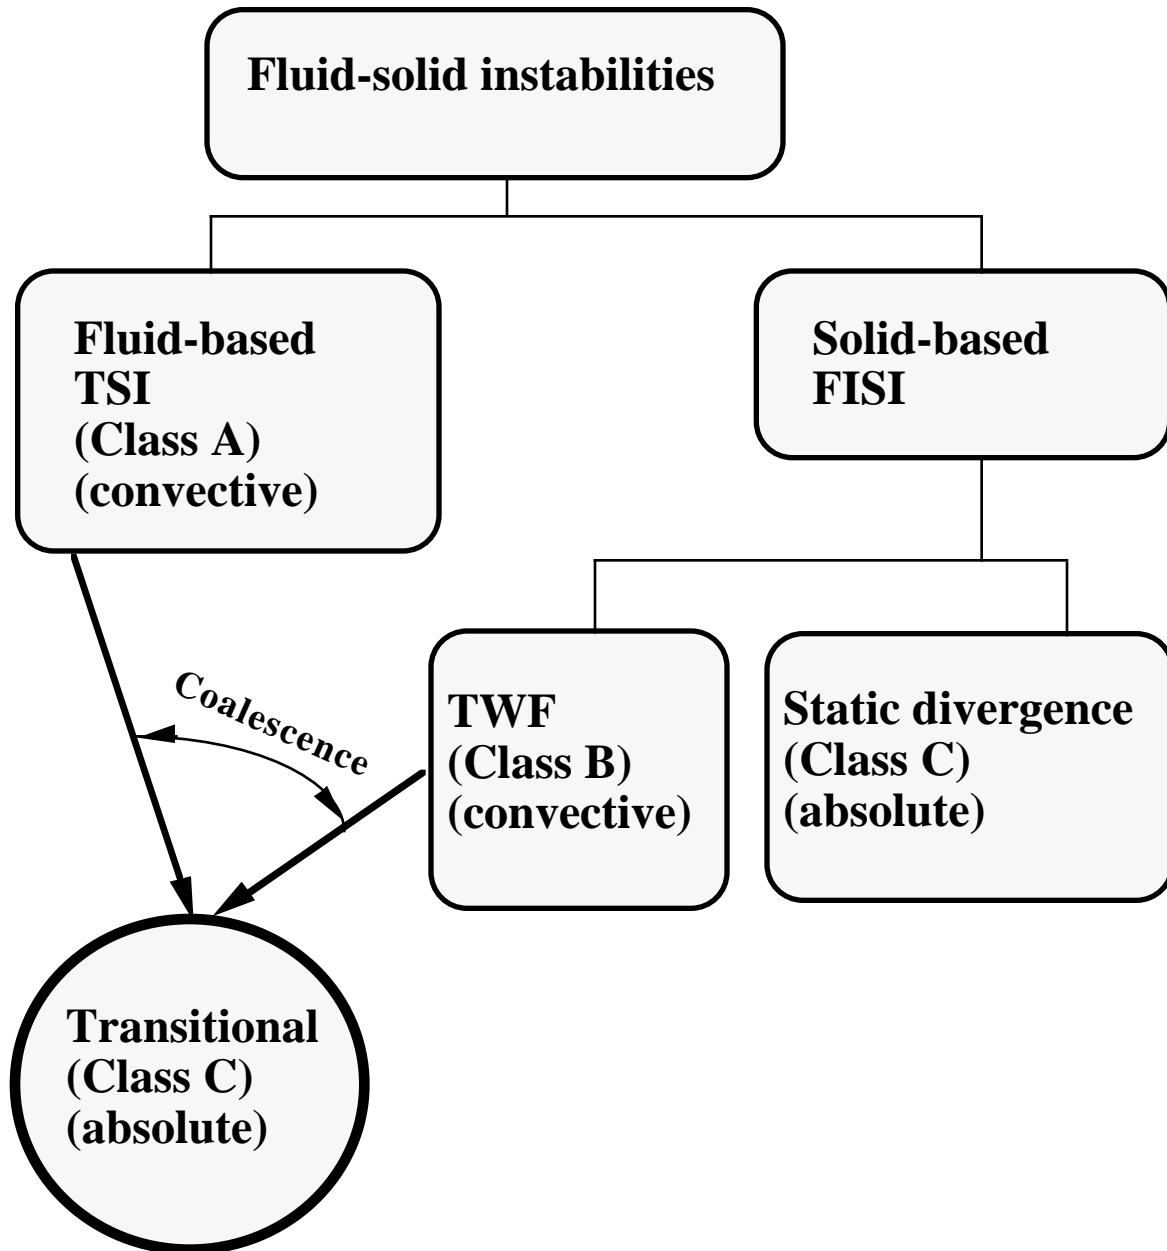 Fluid-solid instabilities
Fluid-based
TSI
(Class A)
(convective)
Solid-based
FISI
Coalescence
TWF
(Class B)
(convective)
Static divergence
(Class C)
(absolute)
Transitional
(Class C)
(absolute)